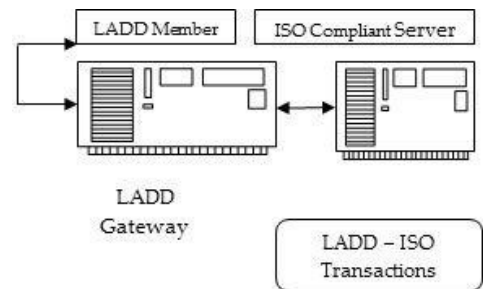 LADD Member
ISO Compliant Server
LADD
Gateway
LADD – ISO
Transactions